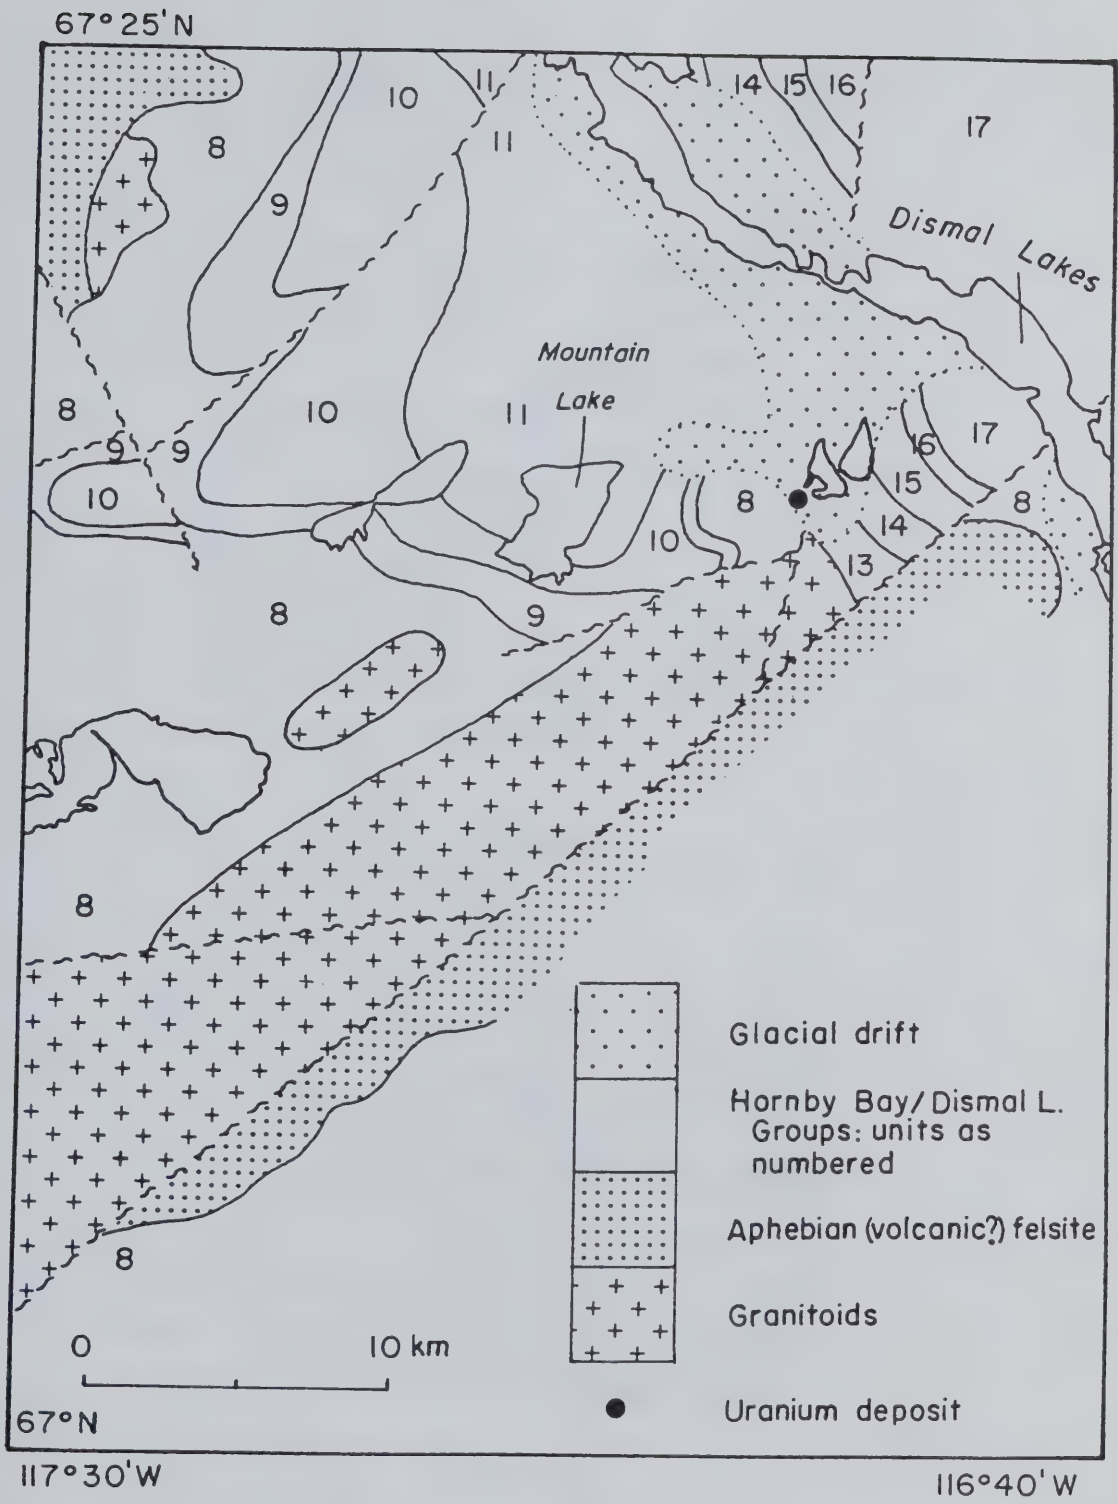 67°25'N
10
11
14
15
16
17
8
11
9
Dismal Lakes
Mountain
Lake
8
10
11
9
9
10
16
17
15
8
8
14
10
13
8
9
8
8
Glacial drift
Hornby Bay/Dismal L.
Groups: units as
numbered
Aphebian (volcanic?) felsite
Granitoids
Uranium deposit
0 10 km
67°N
117°30'W
116°40'W